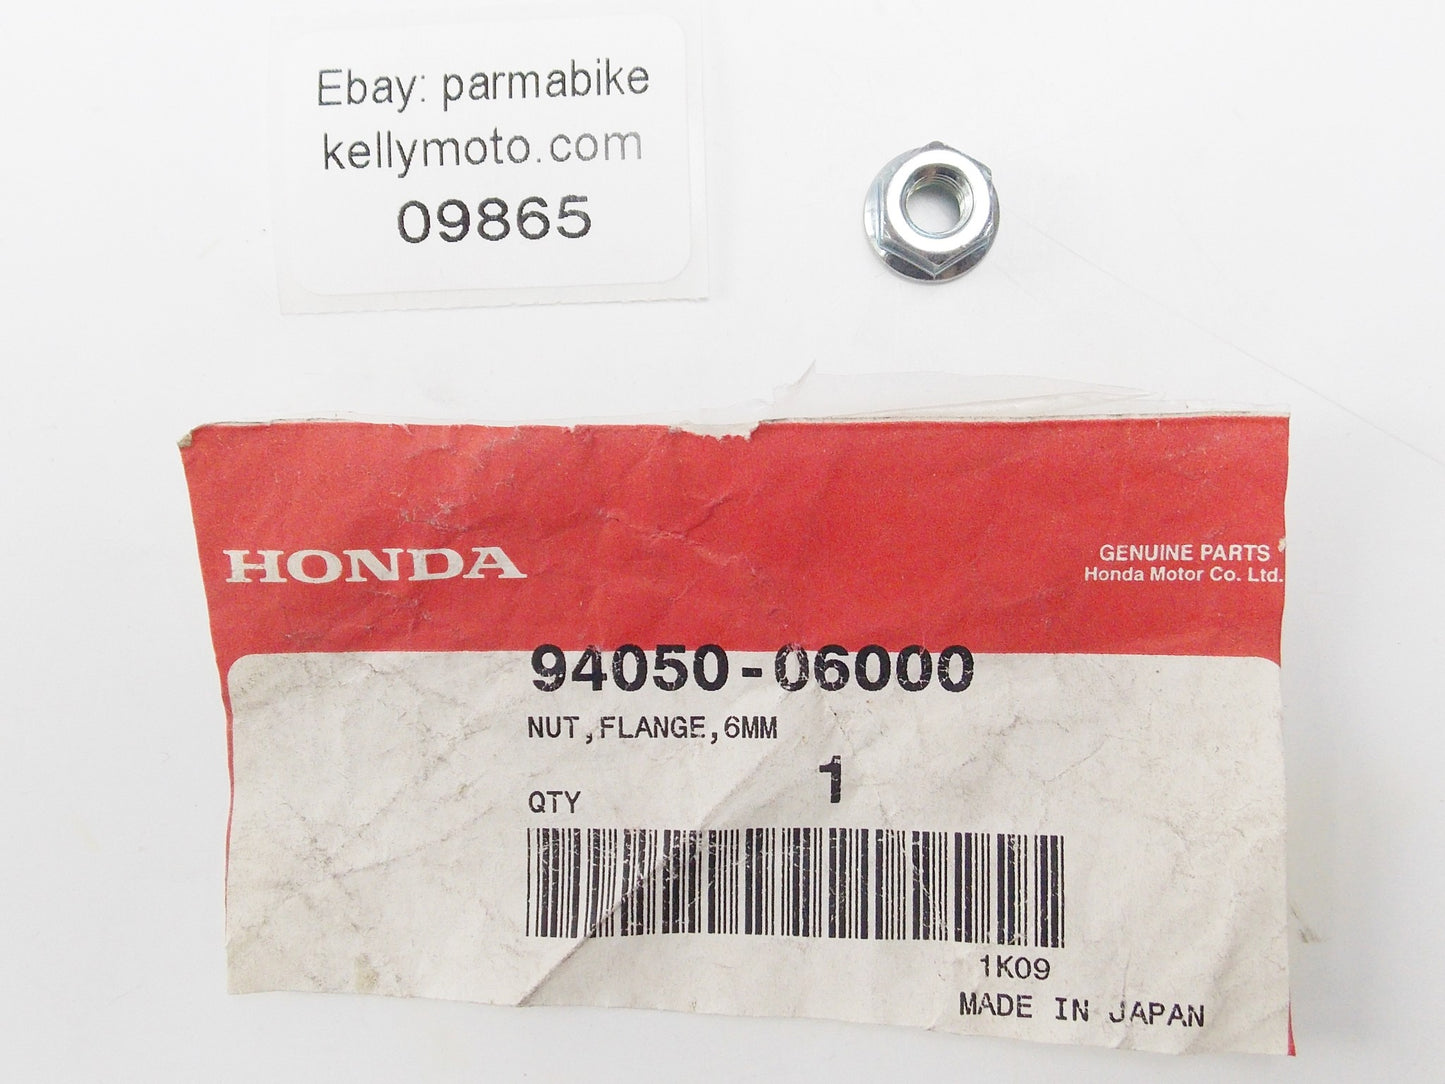 Ebay: parmabike
kellymoto.com
09865
HONDA
GENUINE PARTS
Honda Motor Co. Ltd.
94050-06000
NUT,FLANGE,6MM
1
QTY
1K09
MADE IN JAPAN